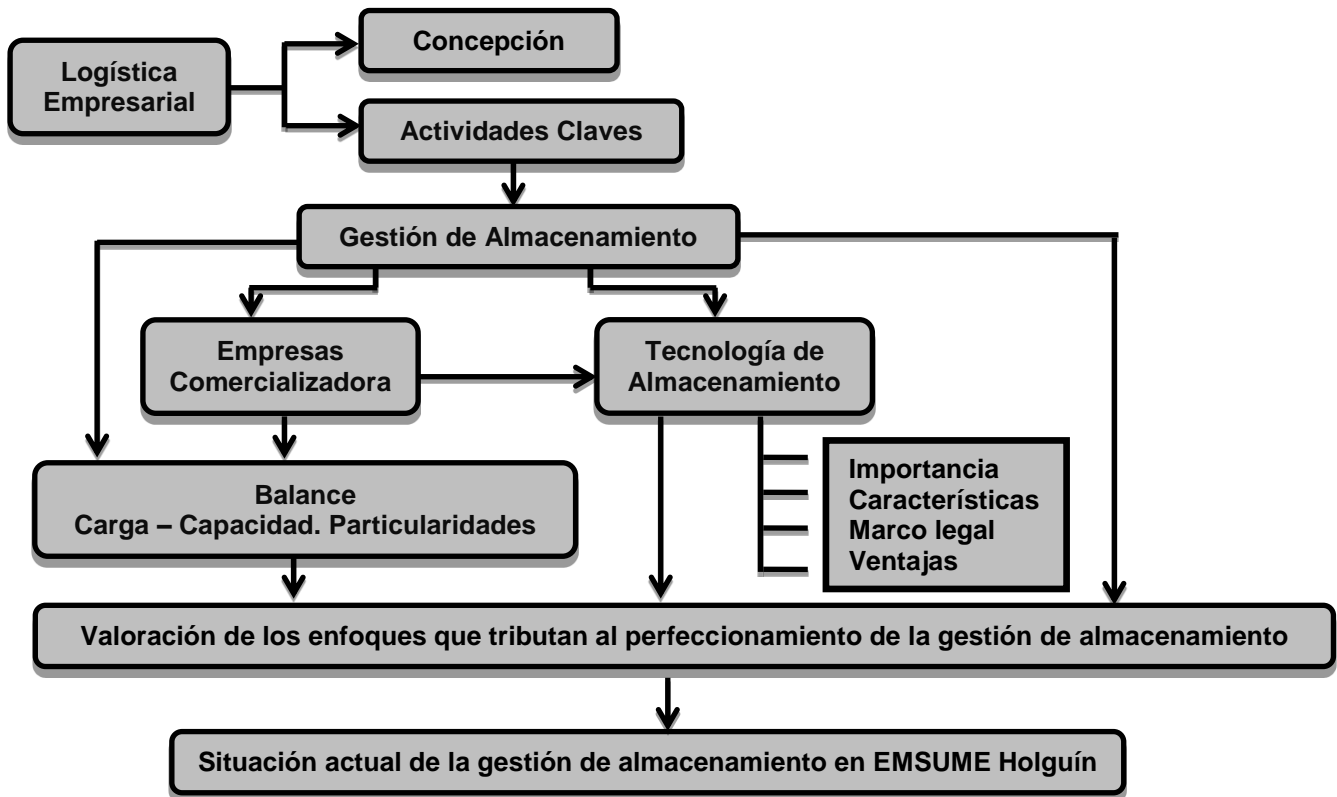 Concepción
Logística
Empresarial
Actividades Claves
Gestión de Almacenamiento
Empresas
Comercializadora
Tecnología de
Almacenamiento
Importancia
Características
Marco legal
Ventajas
Balance
Carga – Capacidad. Particularidades
Valoración de los enfoques que tributan al perfeccionamiento de la gestión de almacenamiento
Situación actual de la gestión de almacenamiento en EMSUME Holguín